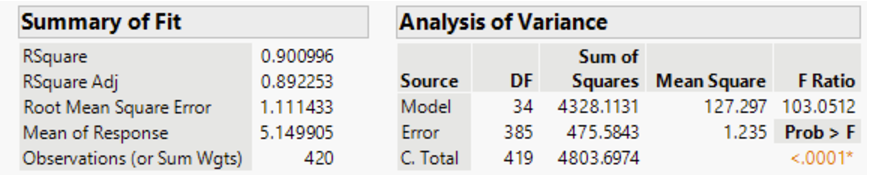 Summary of Fit
RSquare 0.900996
RSquare Adj 0.892253
Root Mean Square Error 1.111433
Mean of Response 5.149905
Observations (or Sum Wgts) 420
Analysis of Variance
Sum of
Source DF Squares Mean Square F Ratio
Model 34 4328.1131 127.297 103.0512
Error 385 475.5843 1.235 Prob > F
C. Total 419 4803.6974 <.0001*